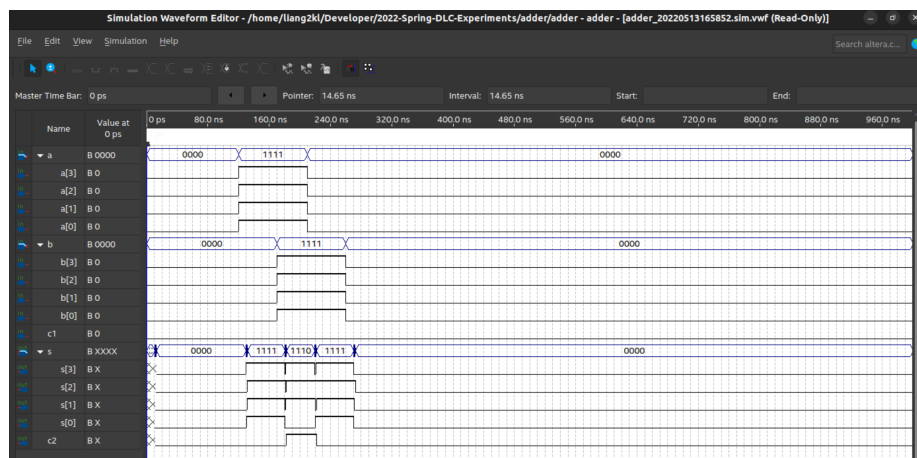 Simulation Waveform Editor - /home/liang2kl/Developer/2022-Spring-DLC-Experiments/adder/adder - adder - [adder_20220513165852.sim.vwf (Read-Only)]
File Edit View Simulation Help
Search altera.c...
Master Time Bar: 0 ps Pointer: 14.65 ns Interval: 14.65 ns Start: End:
Name Value at 0 ps 0 ps 80.0 ns 160.0 ns 240.0 ns 320.0 ns 400.0 ns 480.0 ns 560.0 ns 640.0 ns 720.0 ns 800.0 ns 880.0 ns 960.0 ns
a B 0000 0000 1111 0000
a[3] B 0
a[2] B 0
a[1] B 0
a[0] B 0
b B 0000 0000 1111 0000
b[3] B 0
b[2] B 0
b[1] B 0
b[0] B 0
c1 B 0
s B XXXX 0000 1111 1110 1111 0000
s[3] B X
s[2] B X
s[1] B X
s[0] B X
c2 B X